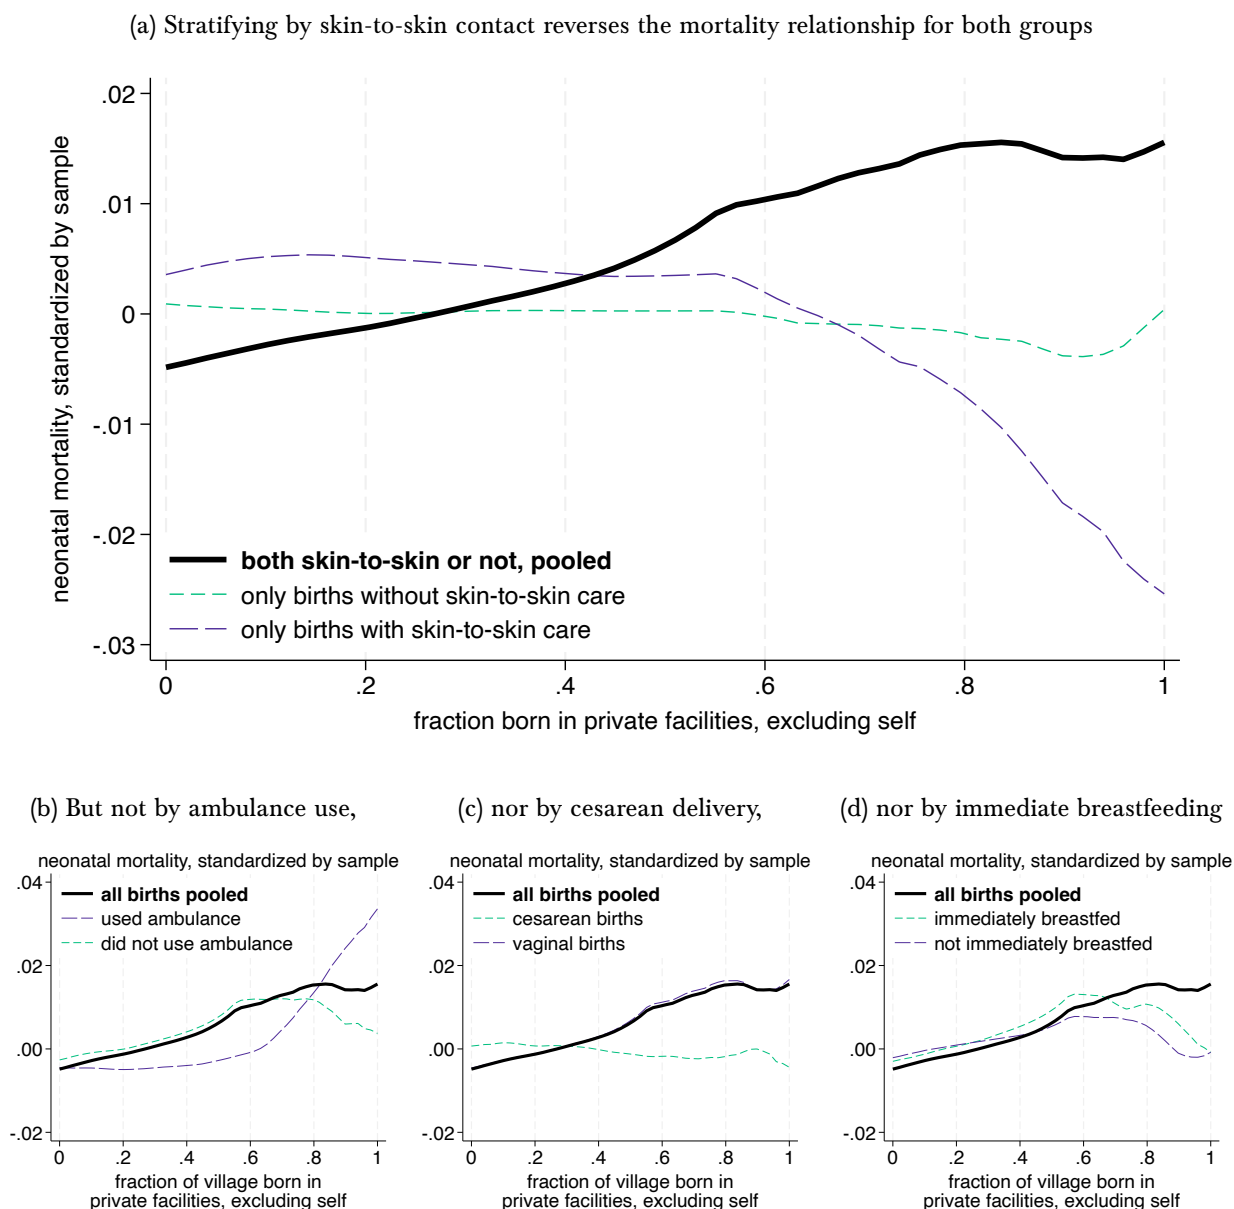 (a) Stratifying by skin-to-skin contact reverses the mortality relationship for both groups
neonatal mortality, standardized by sample
.02
.01
0
-.01
-.02
-.03
both skin-to-skin or not, pooled
only births without skin-to-skin care
only births with skin-to-skin care
0 .2 .4 .6 .8 1
fraction born in private facilities, excluding self
(b) But not by ambulance use,
neonatal mortality, standardized by sample
.04
.02
.00
-.02
all births pooled
used ambulance
did not use ambulance
0 .2 .4 .6 .8 1
fraction of village born in
private facilities, excluding self
(c) nor by cesarean delivery,
neonatal mortality, standardized by sample
.04
.02
.00
-.02
all births pooled
cesarean births
vaginal births
0 .2 .4 .6 .8 1
fraction of village born in
private facilities, excluding self
(d) nor by immediate breastfeeding
neonatal mortality, standardized by sample
.04
.02
.00
-.02
all births pooled
immediately breastfed
not immediately breastfed
0 .2 .4 .6 .8 1
fraction of village born in
private facilities, excluding self